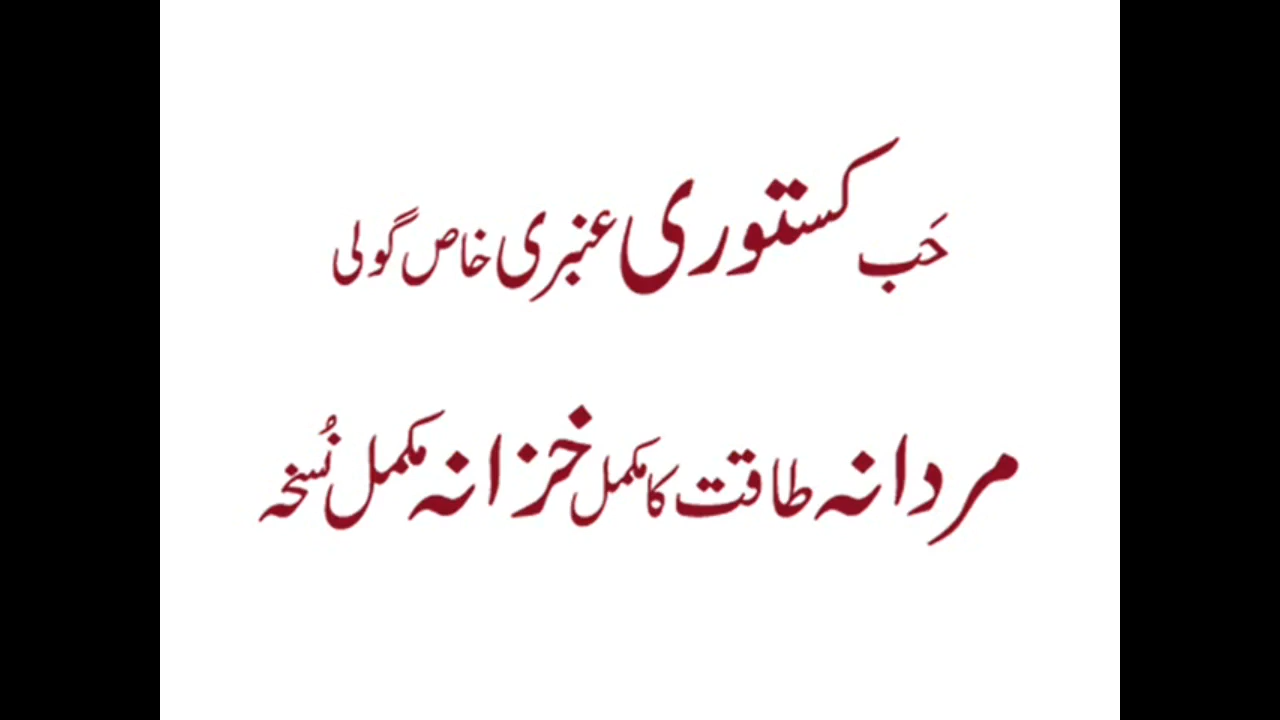 حَب کستوری عنبری خاص گولی
مردانہ طاقت کا مکمل خزانہ مکمل نُسخہ